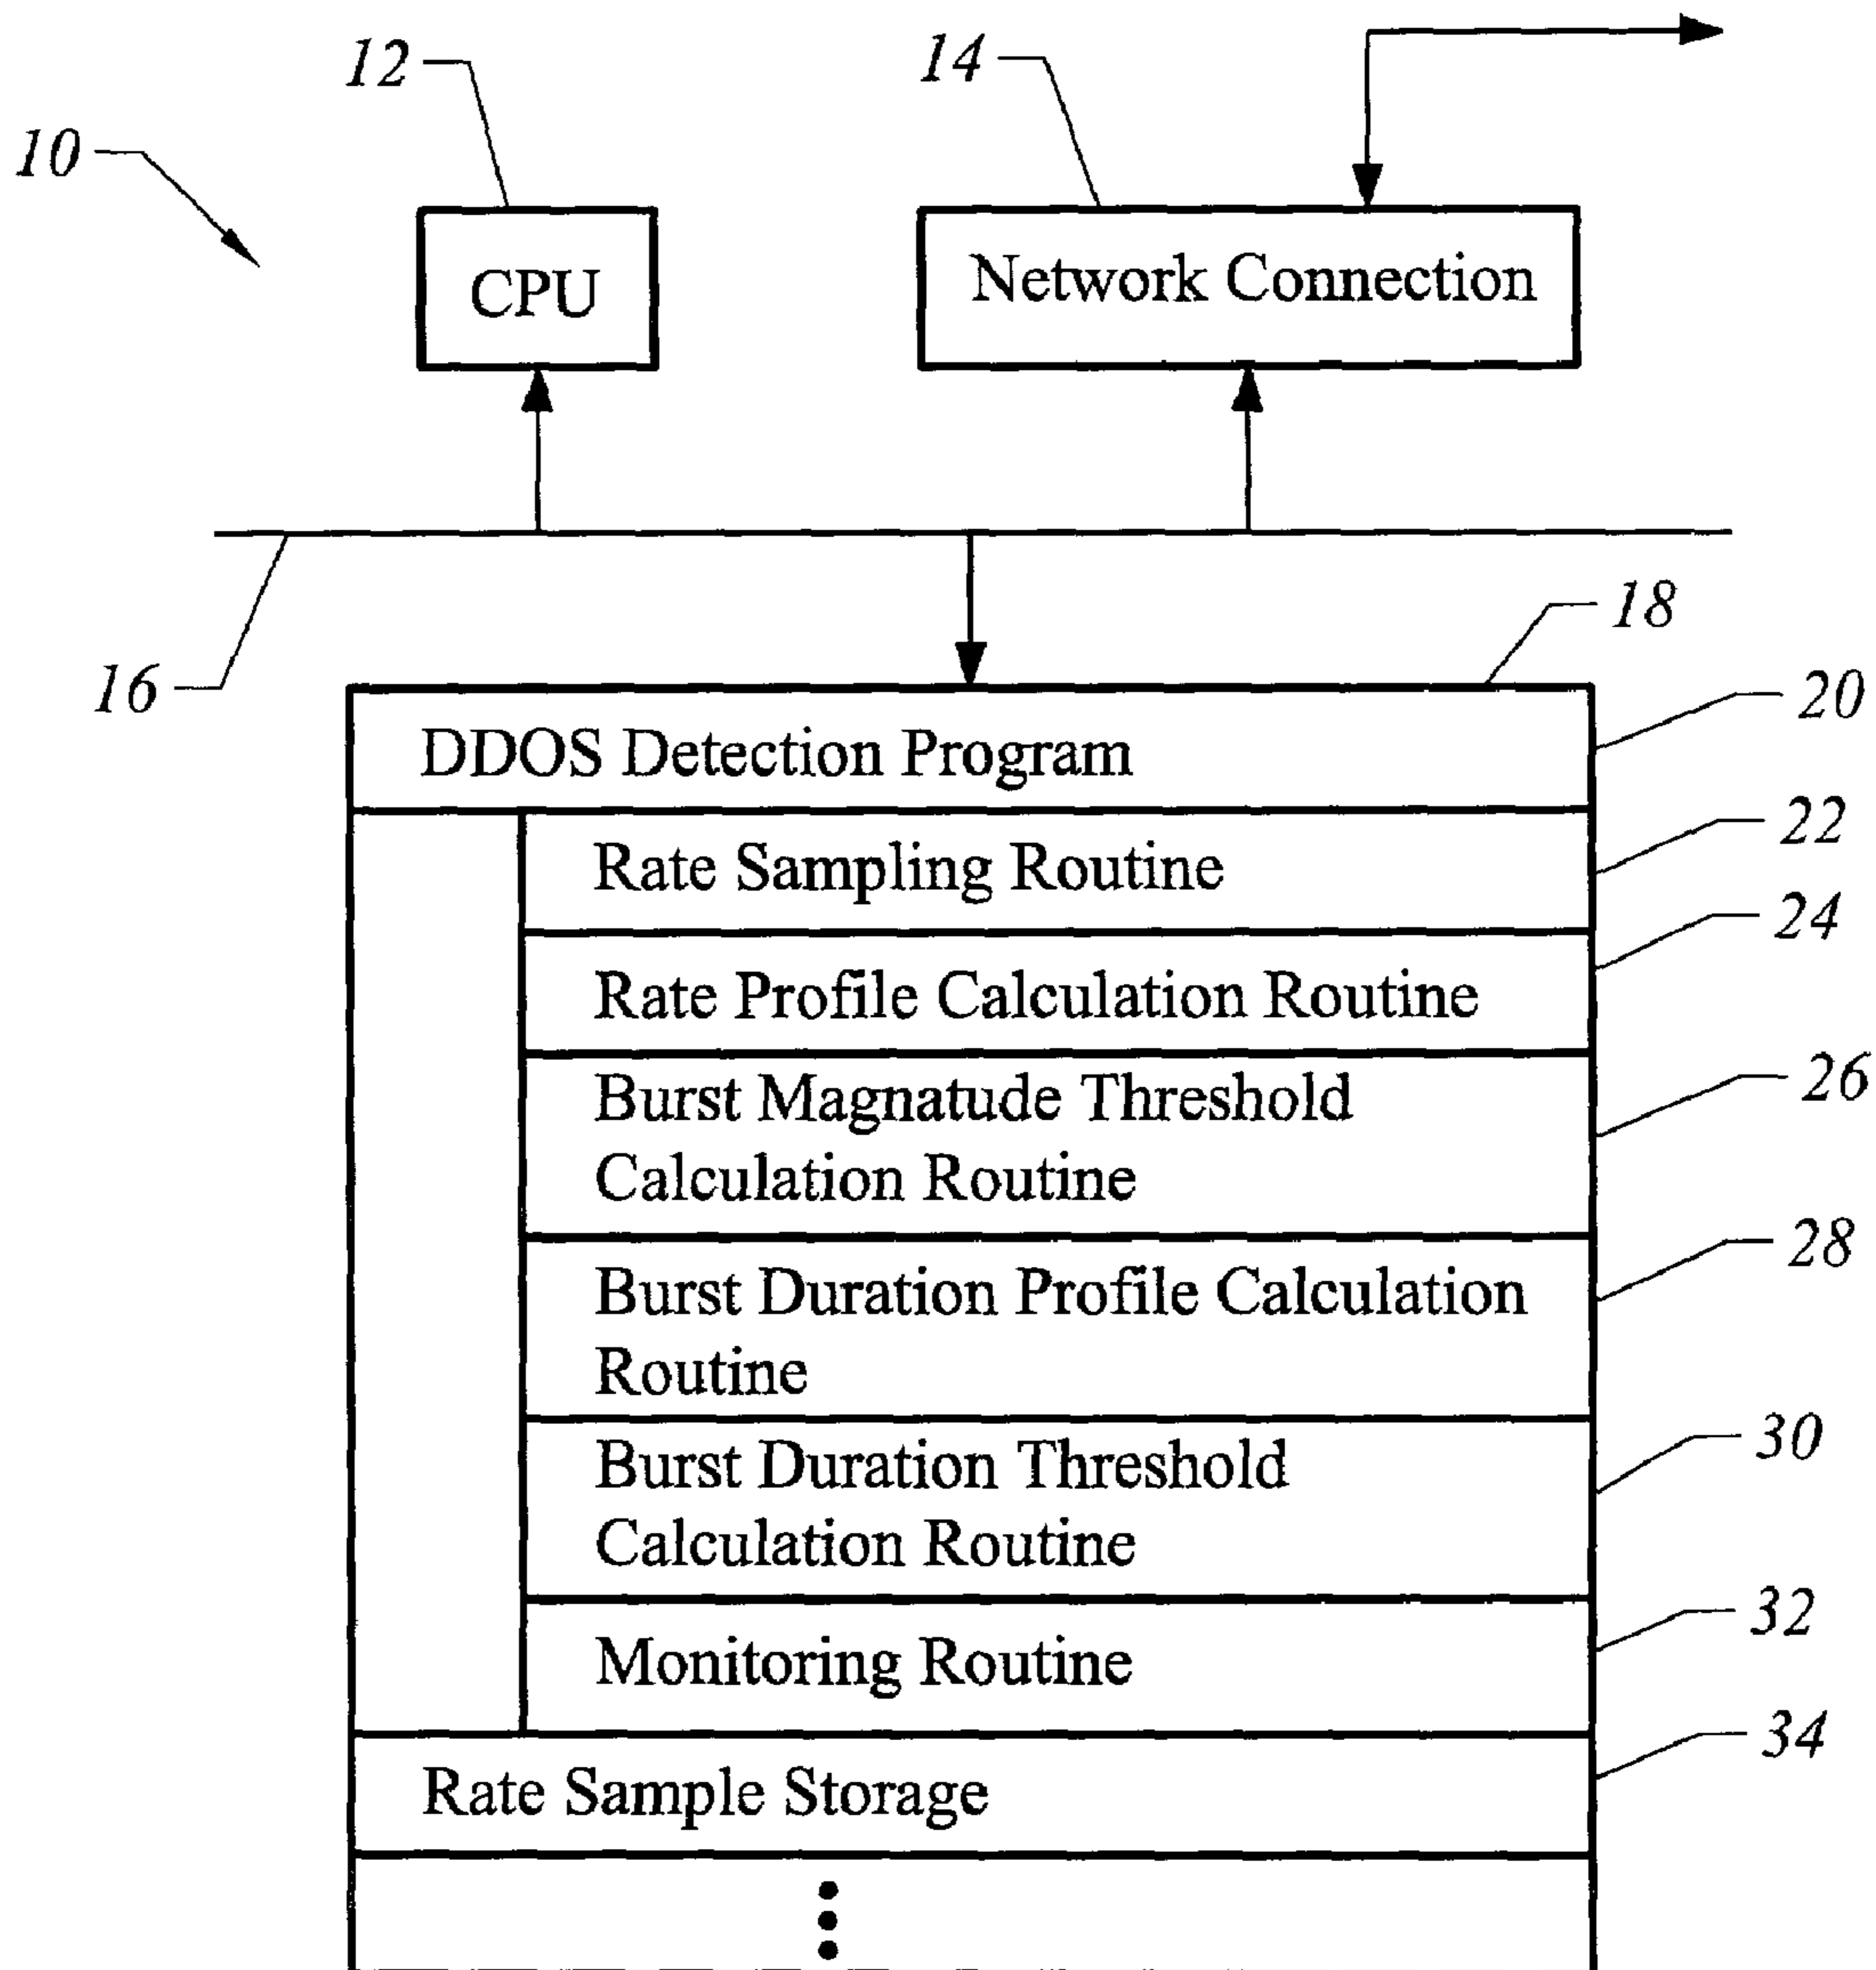 12
14
10
CPU
Network Connection
16
18
DDOS Detection Program
20
Rate Sampling Routine
22
Rate Profile Calculation Routine
24
Burst Magnatude Threshold
Calculation Routine
26
Burst Duration Profile Calculation
Routine
28
Burst Duration Threshold
Calculation Routine
30
Monitoring Routine
32
Rate Sample Storage
34